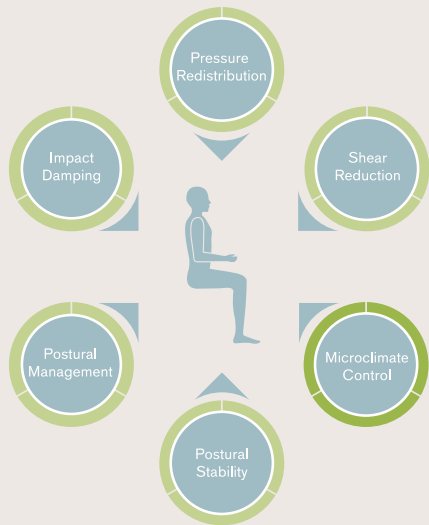 Pressure
Redistribution
Impact
Damping
Shear
Reduction
Postural
Management
Microclimate
Control
Postural
Stability